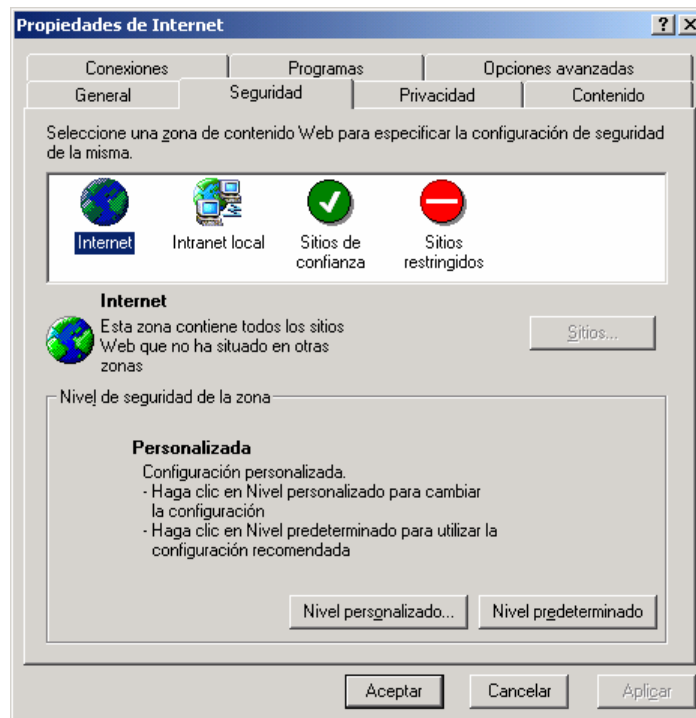 Propiedades de Internet
Conexiones Programas Opciones avanzadas
General Seguridad Privacidad Contenido
Seleccione una zona de contenido Web para especificar la configuración de seguridad
de la misma.
Internet Intranet local Sitios de confianza Sitios restringidos
Internet
Esta zona contiene todos los sitios
Web que no ha situado en otras
zonas
Sitios...
Nivel de seguridad de la zona
Personalizada
Configuración personalizada.
- Haga clic en Nivel personalizado para cambiar
la configuración
- Haga clic en Nivel predeterminado para utilizar la
configuración recomendada
Nivel personalizado... Nivel predeterminado
Aceptar Cancelar Aplicar